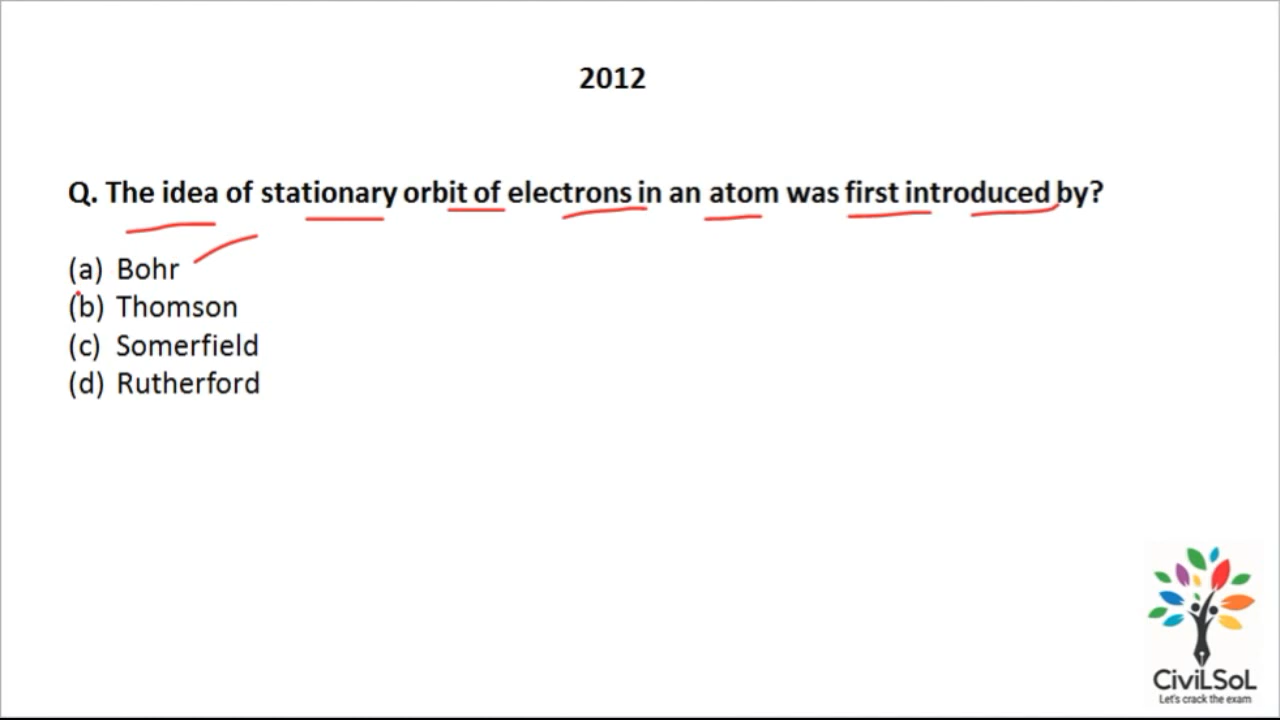 2012
Q. The idea of stationary orbit of electrons in an atom was first introduced by?
(a) Bohr
(b) Thomson
(c) Somerfield
(d) Rutherford
CiviLSoL
Let's crack the exam